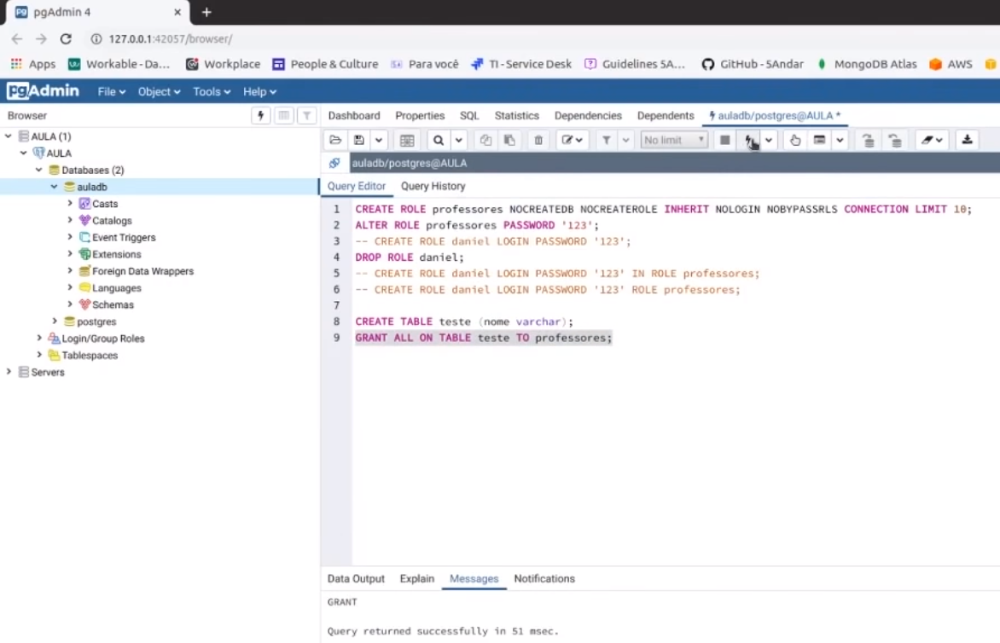 pgAdmin 4
127.0.0.1:42057/browser/
Apps Workable - Da... Workplace People & Culture Para você TI - Service Desk Guidelines SA... GitHub - SAndar MongoDB Atlas AWS
pgAdmin File Object Tools Help
Browser
Dashboard Properties SQL Statistics Dependencies Dependents auladb/postgres@AULA *
No limit
auladb/postgres@AULA
Query Editor Query History
AULA (1)
AULA
Databases (2)
auladb
Casts
Catalogs
Event Triggers
Extensions
Foreign Data Wrappers
Languages
Schemas
postgres
Login/Group Roles
Tablespaces
Servers
1 CREATE ROLE professores NOCREATEDB NOCREATEROLE INHERIT NOLOGIN NOBYPASSRLS CONNECTION LIMIT 10;
2 ALTER ROLE professores PASSWORD '123';
3 -- CREATE ROLE daniel LOGIN PASSWORD '123';
4 DROP ROLE daniel;
5 -- CREATE ROLE daniel LOGIN PASSWORD '123' IN ROLE professores;
6 -- CREATE ROLE daniel LOGIN PASSWORD '123' ROLE professores;
7
8 CREATE TABLE teste (nome varchar);
9 GRANT ALL ON TABLE teste TO professores;
Data Output Explain Messages Notifications
GRANT
Query returned successfully in 51 msec.